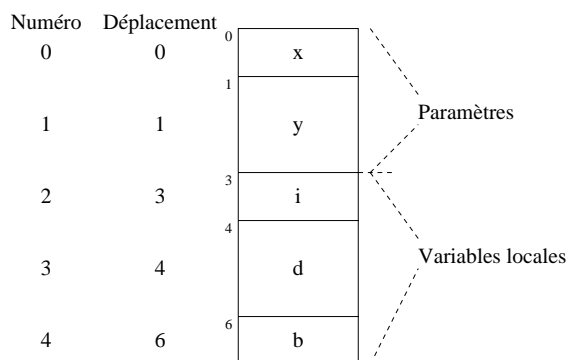 Numéro Déplacement
0 0 0 x
1
1 1 y
Paramètres
3
2 3 i
4
3 4 d
Variables locales
6
4 6 b